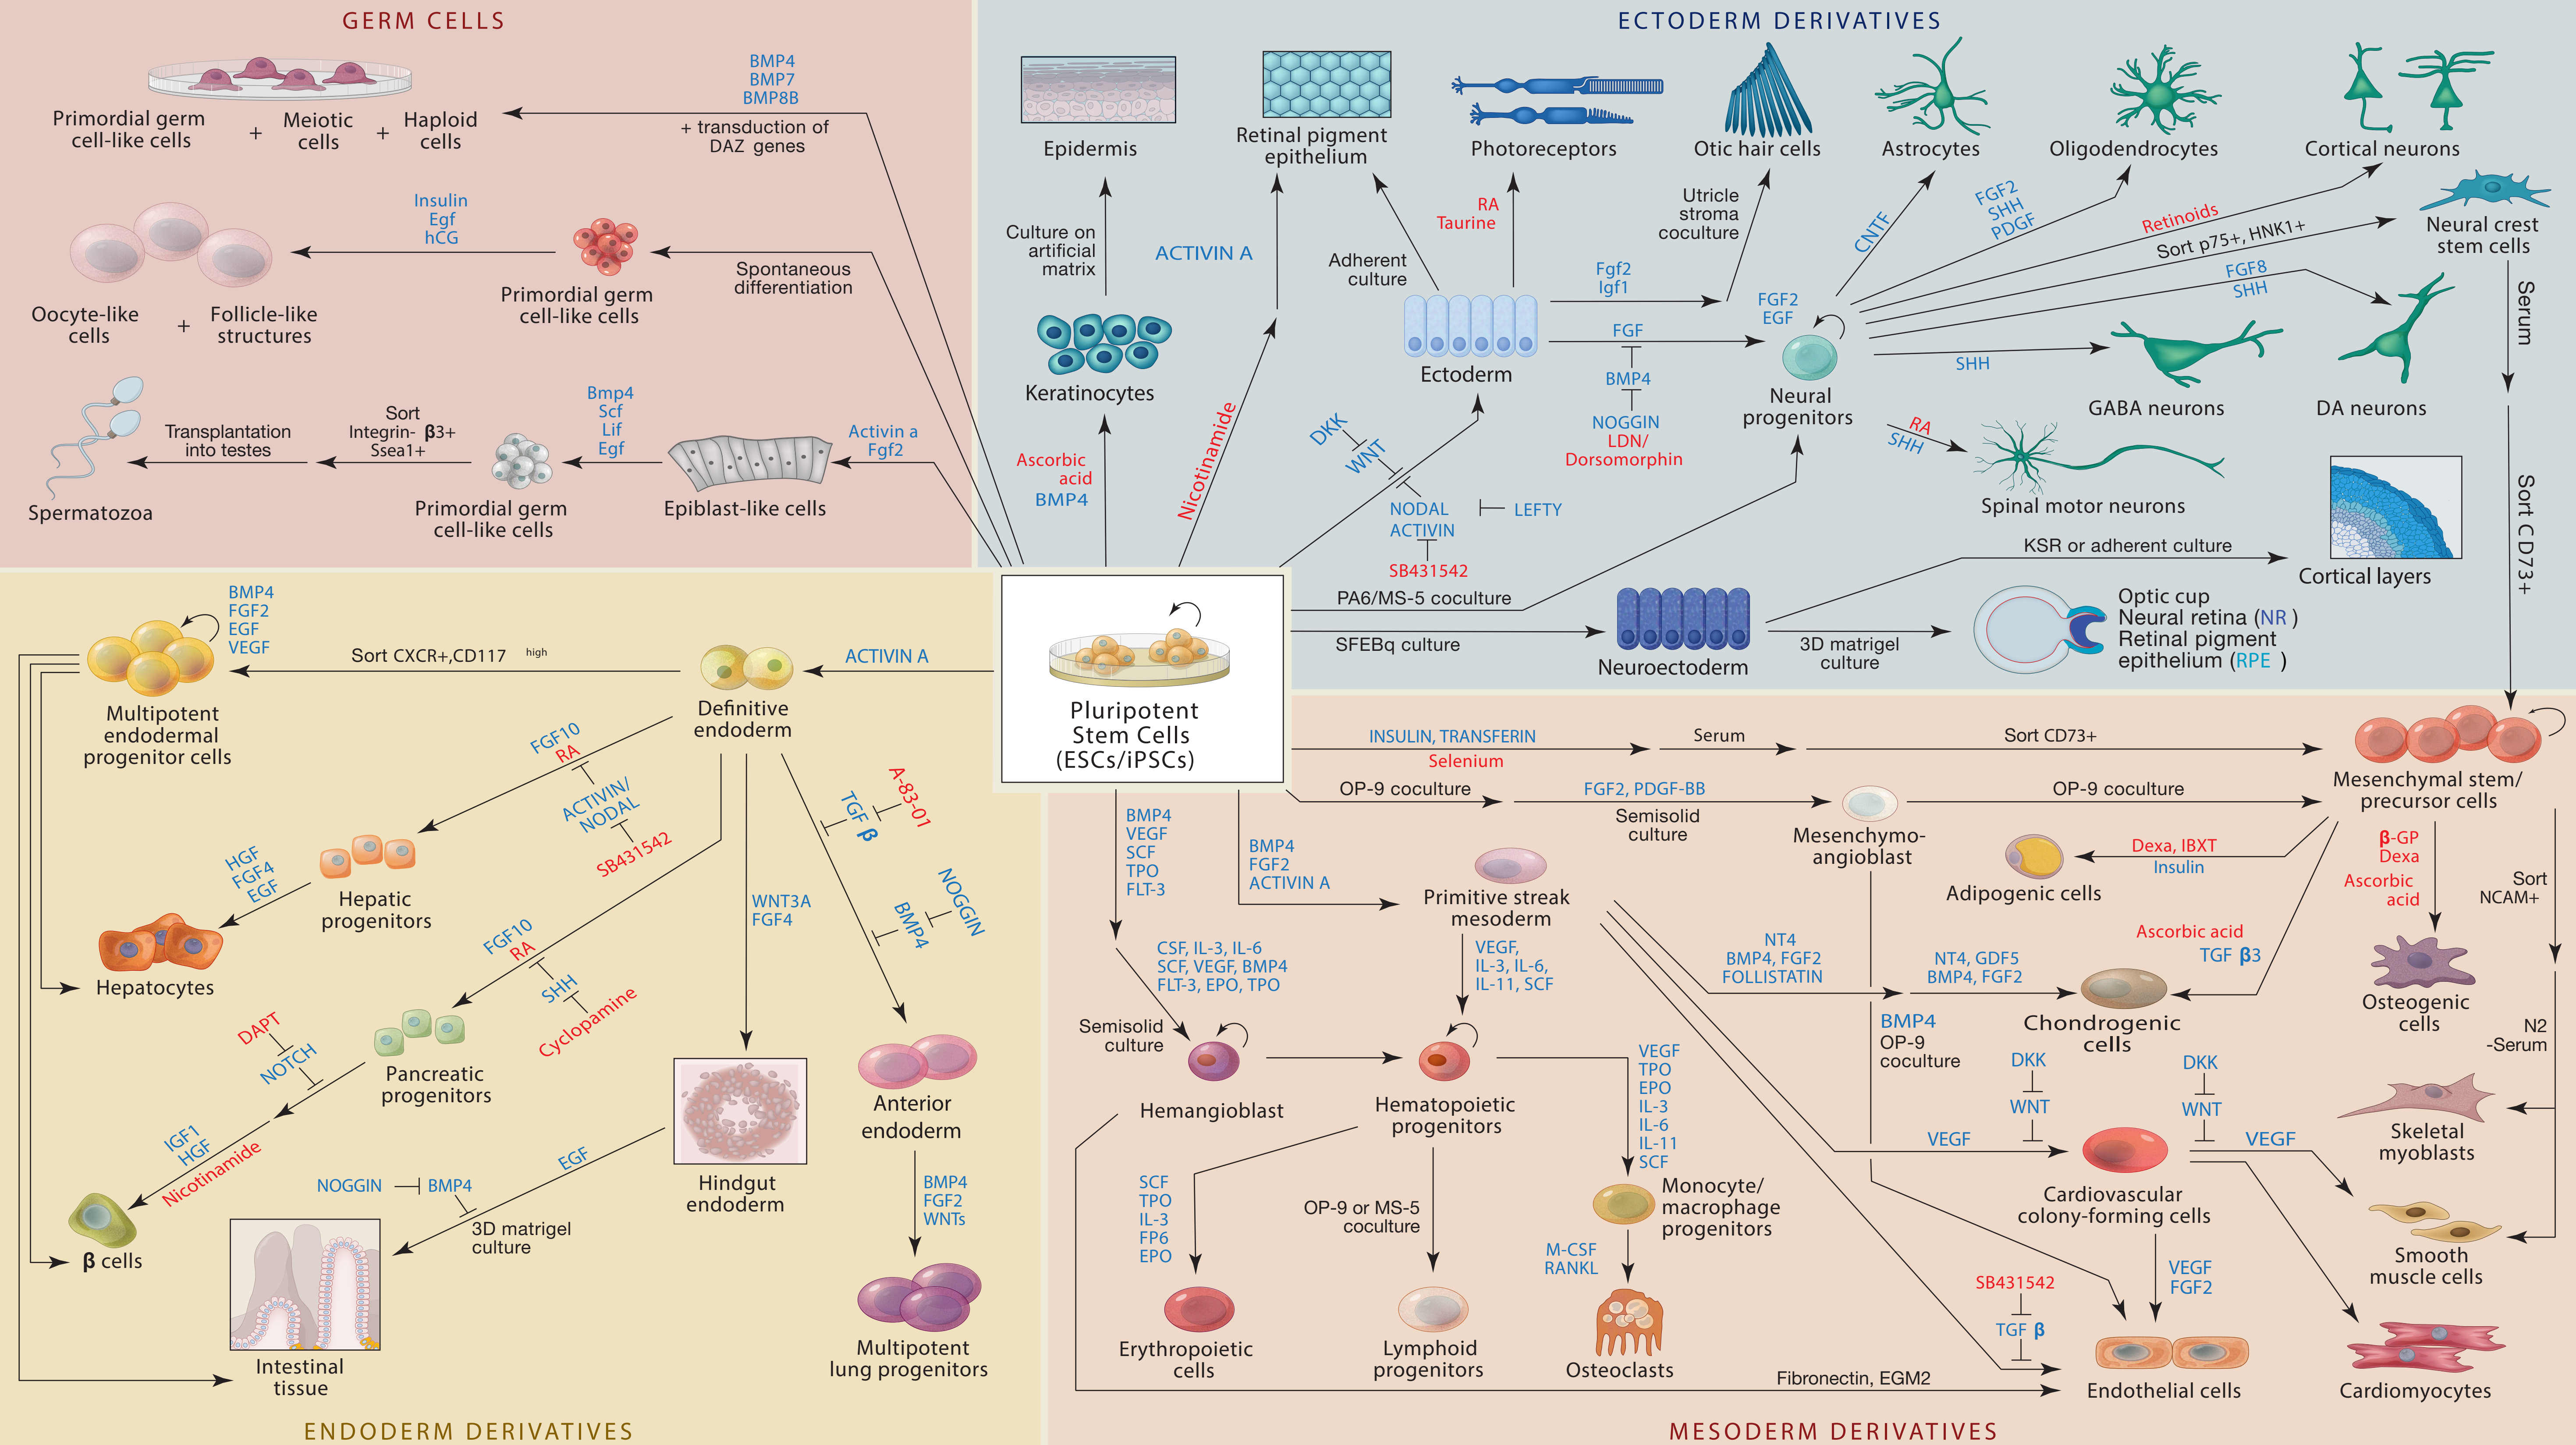 GERM CELLS
BMP4
BMP7
BMP8B
+ transduction of
DAZ genes
Primordial germ
cell-like cells
+
Meiotic
cells
+
Haploid
cells
Insulin
Egf
hCG
Spontaneous
differentiation
Primordial germ
cell-like cells
Oocyte-like
cells
+
Follicle-like
structures
Transplantation
into testes
Sort
Integrin- β3+
Ssea1+
Bmp4
Scf
Lif
Egf
Activin a
Fgf2
Spermatozoa
Primordial germ
cell-like cells
Epiblast-like cells
ECTODERM DERIVATIVES
Epidermis
Retinal pigment
epithelium
Photoreceptors
Otic hair cells
Astrocytes
Oligodendrocytes
Cortical neurons
Culture on
artificial
matrix
ACTIVIN A
Adherent
culture
RA
Taurine
Utricle
stroma
coculture
CNTF
FGF2
SHH
PDGF
Retinoids
Sort p75+, HNK1+
Neural crest
stem cells
FGF8
SHH
Serum
Keratinocytes
Ectoderm
Fgf2
Igf1
FGF
BMP4
NOGGIN
LDN/
Dorsomorphin
FGF2
EGF
Neural
progenitors
SHH
GABA neurons
DA neurons
RA
SHH
Spinal motor neurons
Ascorbic
acid
BMP4
Nicotinamide
DKK
WNT
NODAL
ACTIVIN
LEFTY
SB431542
PA6/MS-5 coculture
SFEBq culture
Neuroectoderm
KSR or adherent culture
Cortical layers
3D matrigel
culture
Optic cup
Neural retina (NR )
Retinal pigment
epithelium (RPE )
Sort CD73+
Pluripotent
Stem Cells
(ESCs/iPSCs)
BMP4
FGF2
EGF
VEGF
Sort CXCR+,CD117 high
ACTIVIN A
Multipotent
endodermal
progenitor cells
Definitive
endoderm
FGF10
RA
ACTIVIN/
NODAL
SB431542
A-83-01
TGF β
NOGGIN
BMP4
HGF
FGF4
EGF
Hepatic
progenitors
Hepatocytes
FGF10
RA
SHH
Cyclopamine
WNT3A
FGF4
DAPT
NOTCH
Pancreatic
progenitors
IGF1
HGF
Nicotinamide
β cells
Anterior
endoderm
Hindgut
endoderm
EGF
NOGGIN
BMP4
3D matrigel
culture
BMP4
FGF2
WNTs
Intestinal
tissue
Multipotent
lung progenitors
ENDODERM DERIVATIVES
INSULIN, TRANSFERIN
Selenium
Serum
Sort CD73+
Mesenchymal stem/
precursor cells
OP-9 coculture
FGF2, PDGF-BB
Semisolid
culture
Mesenchymo-
angioblast
OP-9 coculture
BMP4
VEGF
SCF
TPO
FLT-3
BMP4
FGF2
ACTIVIN A
Primitive streak
mesoderm
Adipogenic cells
Dexa, IBXT
Insulin
β-GP
Dexa
Ascorbic
acid
Sort
NCAM+
CSF, IL-3, IL-6
SCF, VEGF, BMP4
FLT-3, EPO, TPO
VEGF,
IL-3, IL-6,
IL-11, SCF
NT4
BMP4, FGF2
FOLLISTATIN
NT4, GDF5
BMP4, FGF2
Ascorbic acid
TGF β3
Chondrogenic
cells
Osteogenic
cells
N2
-Serum
Semisolid
culture
Hemangioblast
Hematopoietic
progenitors
VEGF
TPO
EPO
IL-3
IL-6
IL-11
SCF
BMP4
OP-9
coculture
DKK
WNT
VEGF
DKK
WNT
VEGF
Skeletal
myoblasts
Cardiovascular
colony-forming cells
SCF
TPO
IL-3
FP6
EPO
OP-9 or MS-5
coculture
Monocyte/
macrophage
progenitors
M-CSF
RANKL
Smooth
muscle cells
VEGF
FGF2
SB431542
TGF β
Erythropoietic
cells
Lymphoid
progenitors
Osteoclasts
Fibronectin, EGM2
Endothelial cells
Cardiomyocytes
MESODERM DERIVATIVES